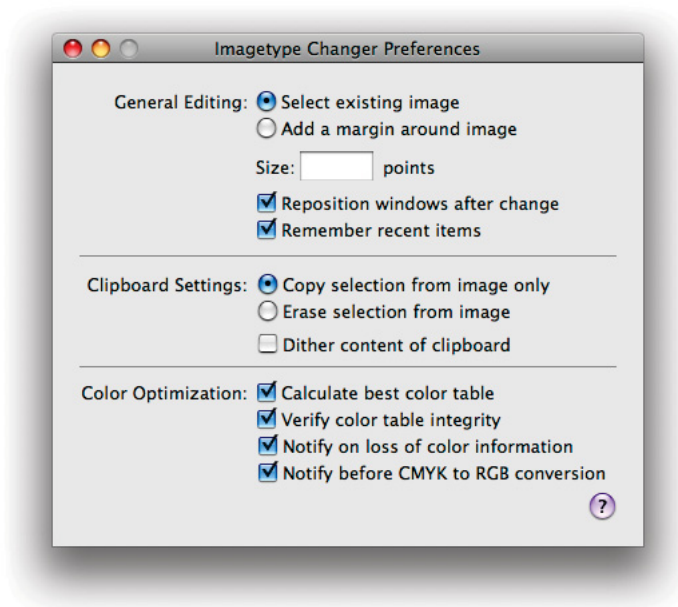 Imagetype Changer Preferences
General Editing: Select existing image
Add a margin around image
Size: points
Reposition windows after change
Remember recent items
Clipboard Settings: Copy selection from image only
Erase selection from image
Dither content of clipboard
Color Optimization: Calculate best color table
Verify color table integrity
Notify on loss of color information
Notify before CMYK to RGB conversion
?